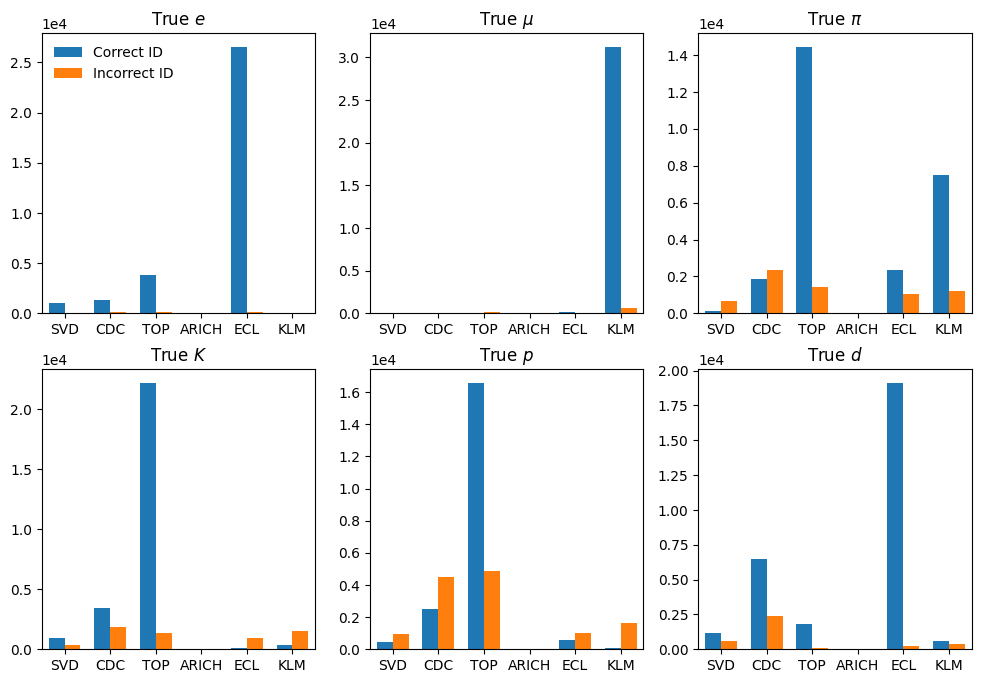 True e
1e4
Correct ID
Incorrect ID
2.5
2.0
1.5
1.0
0.5
0.0
SVD CDC TOP ARICH ECL KLM
True μ
1e4
3.0
2.5
2.0
1.5
1.0
0.5
0.0
SVD CDC TOP ARICH ECL KLM
True π
1e4
1.4
1.2
1.0
0.8
0.6
0.4
0.2
0.0
SVD CDC TOP ARICH ECL KLM
True K
1e4
2.0
1.5
1.0
0.5
0.0
SVD CDC TOP ARICH ECL KLM
True p
1e4
1.6
1.4
1.2
1.0
0.8
0.6
0.4
0.2
0.0
SVD CDC TOP ARICH ECL KLM
True d
1e4
2.00
1.75
1.50
1.25
1.00
0.75
0.50
0.25
0.00
SVD CDC TOP ARICH ECL KLM